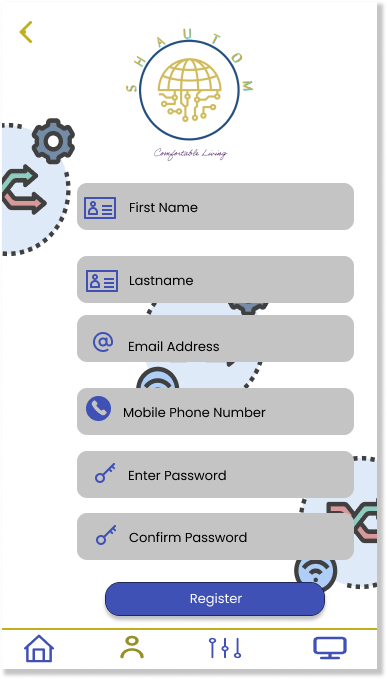 SHAUTOM
Comfortable Living
First Name
Lastname
Email Address
Mobile Phone Number
Enter Password
Confirm Password
Register